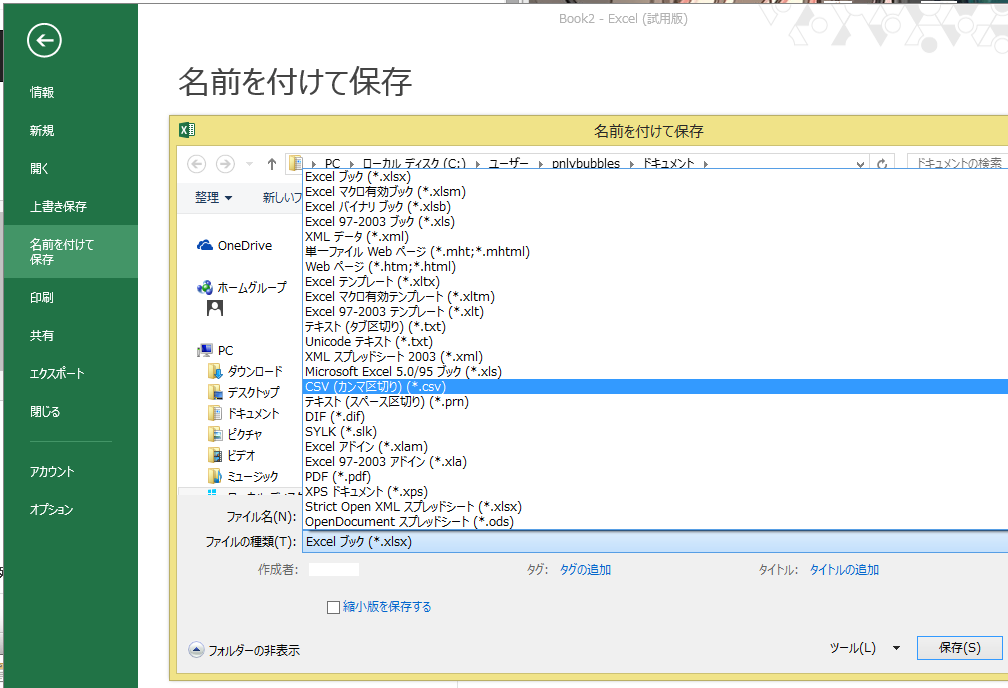 Book2 - Excel (試用版)
情報
新規
開く
上書き保存
名前を付けて
保存
印刷
共有
エクスポート
閉じる
アカウント
オプション
名前を付けて保存
名前を付けて保存
PC ローカル ディスク (C:) ユーザー pnlybubbles ドキュメント
ドキュメントの検索
整理
新しいフ
OneDrive
ホームグループ
PC
ダウンロード
デスクトップ
ドキュメント
ピクチャ
ビデオ
ミュージック
Excel ブック (*.xlsx)
Excel マクロ有効ブック (*.xlsm)
Excel バイナリ ブック (*.xlsb)
Excel 97-2003 ブック (*.xls)
XML データ (*.xml)
単一ファイル Web ページ (*.mht;*.mhtml)
Web ページ (*.htm;*.html)
Excel テンプレート (*.xltx)
Excel マクロ有効テンプレート (*.xltm)
Excel 97-2003 テンプレート (*.xlt)
テキスト (タブ区切り) (*.txt)
Unicode テキスト (*.txt)
XML スプレッドシート 2003 (*.xml)
Microsoft Excel 5.0/95 ブック (*.xls)
CSV (カンマ区切り) (*.csv)
テキスト (スペース区切り) (*.prn)
DIF (*.dif)
SYLK (*.slk)
Excel アドイン (*.xlam)
Excel 97-2003 アドイン (*.xla)
PDF (*.pdf)
XPS ドキュメント (*.xps)
Strict Open XML スプレッドシート (*.xlsx)
OpenDocument スプレッドシート (*.ods)
ファイル名(N):
ファイルの種類(T): Excel ブック (*.xlsx)
作成者:
タグ: タグの追加
タイトル: タイトルの追加
縮小版を保存する
フォルダーの非表示
ツール(L)
保存(S)